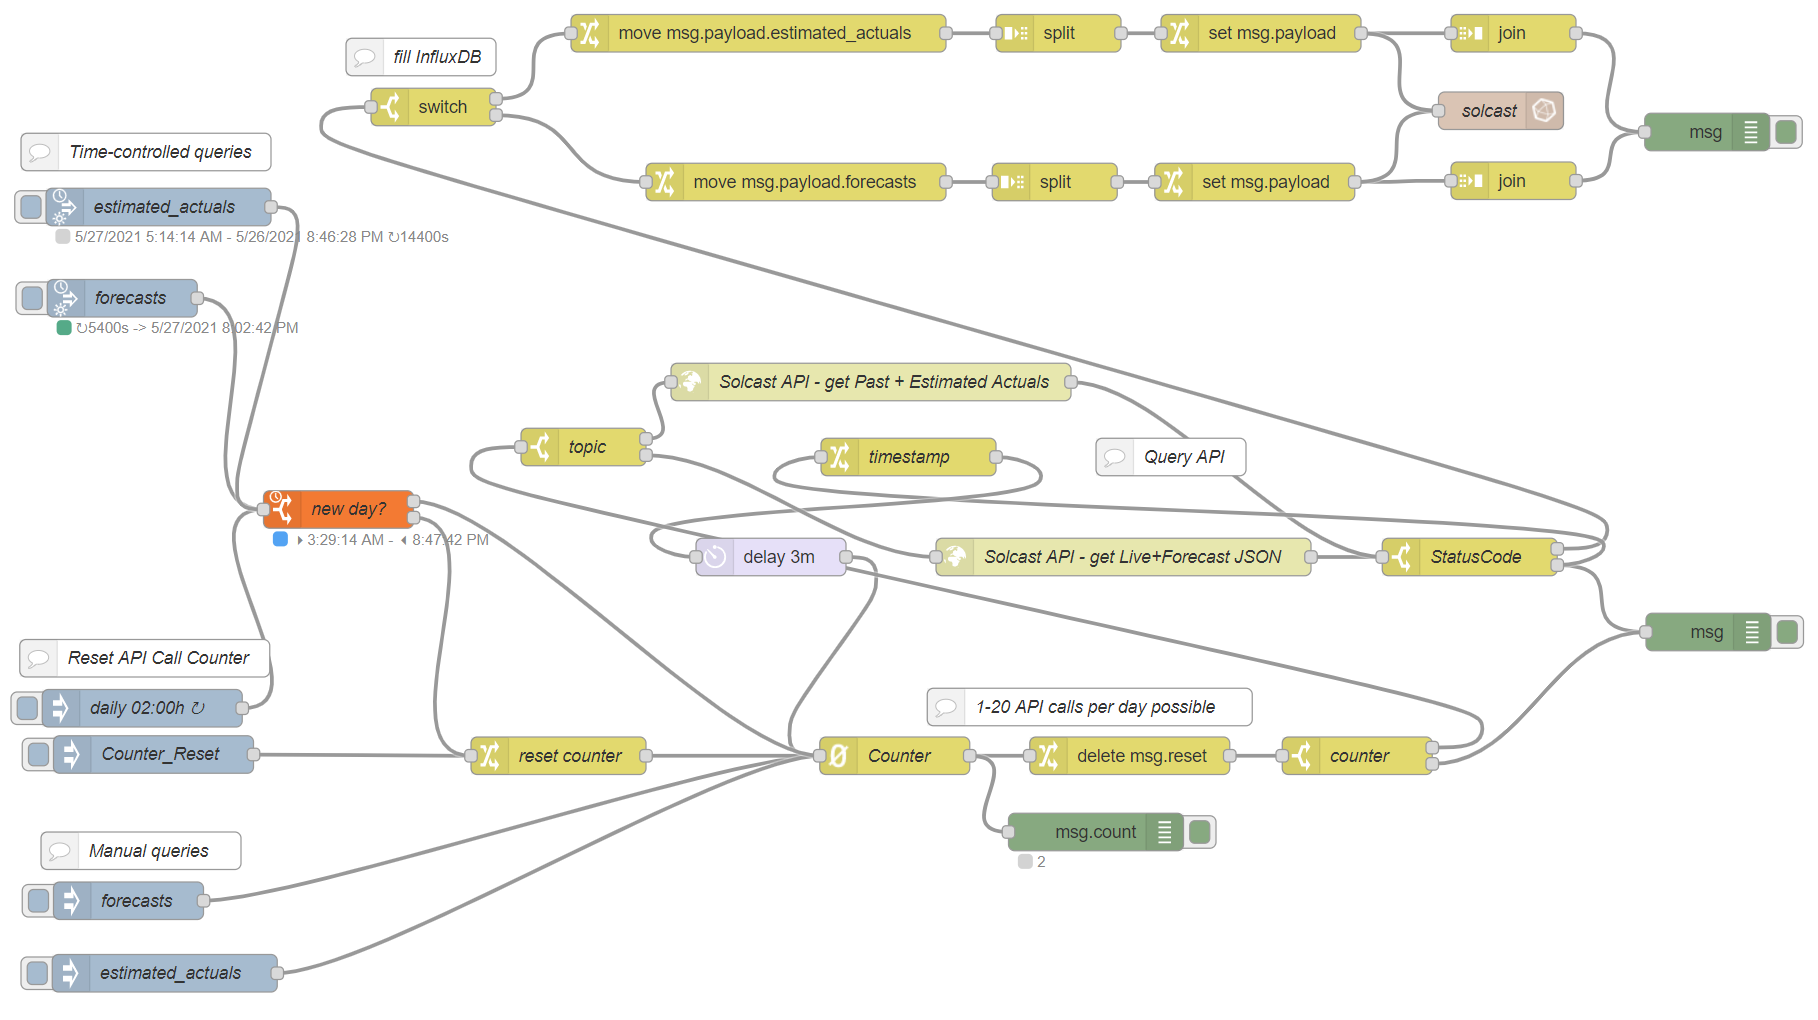 move msg.payload.estimated_actuals
split
set msg.payload
join
fill InfluxDB
switch
solcast
msg
Time-controlled queries
move msg.payload.forecasts
split
set msg.payload
join
estimated_actuals
5/27/2021 5:14:14 AM - 5/26/2021 8:46:28 PM ↻14400s
forecasts
↻5400s -> 5/27/2021 8:02:42 PM
Solcast API - get Past + Estimated Actuals
topic
timestamp
Query API
new day?
3:29:14 AM - 8:47:42 PM
delay 3m
Solcast API - get Live+Forecast JSON
StatusCode
msg
Reset API Call Counter
daily 02:00h ↻
1-20 API calls per day possible
Counter_Reset
reset counter
Counter
delete msg.reset
counter
msg.count
2
Manual queries
forecasts
estimated_actuals